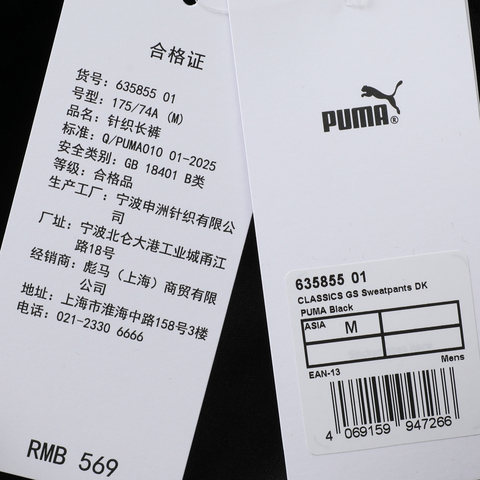 合格证
货号: 635855 01
号型: 175/74A (M)
品名: 针织长裤
标准: Q/PUMA010 01-2025
安全类别: GB 18401 B类
等级: 合格品
生产工厂: 宁波申洲针织有限公
司
厂址: 宁波北仑大港工业城甬江
路18号
经销商: 彪马（上海）商贸有限
公司
地址: 上海市淮海中路158号3楼
电话: 021-2330 6666
RMB 569
PUMA®
635855 01
CLASSICS GS Sweatpants DK
PUMA Black
ASIA M
EAN-13 Mens
4 069159 947266